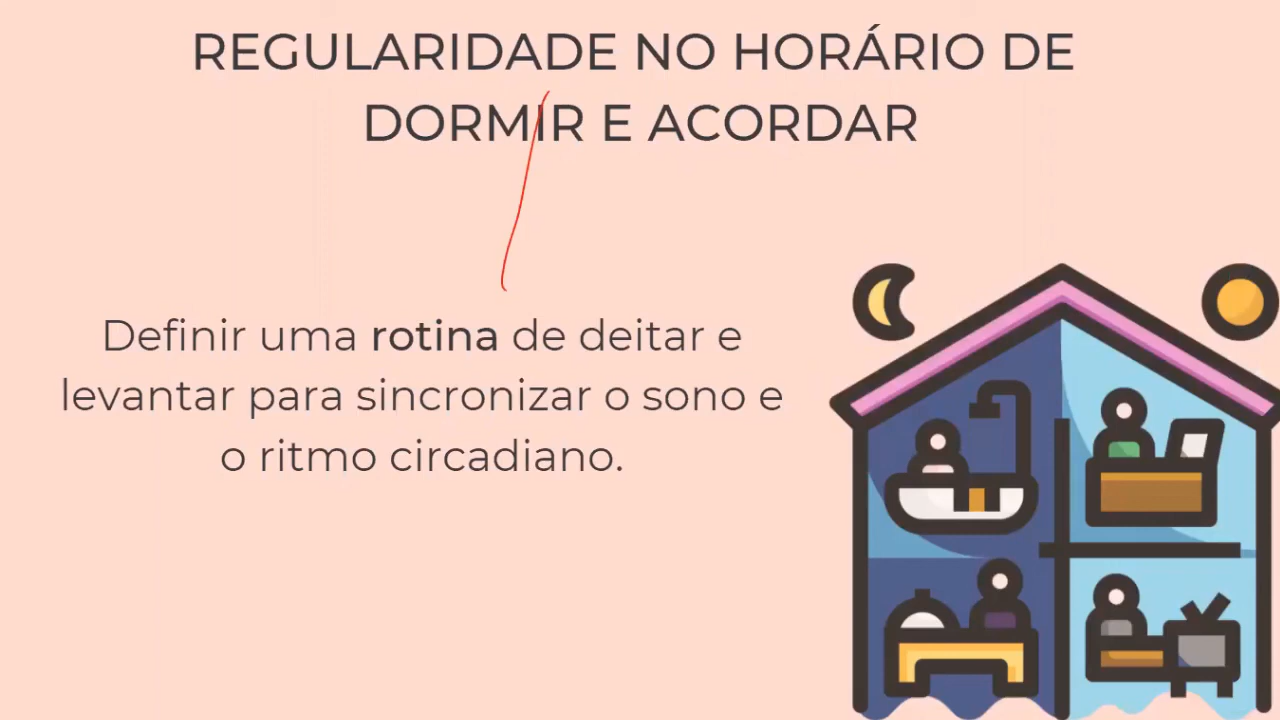 REGULARIDADE NO HORÁRIO DE
DORMIR E ACORDAR
Definir uma rotina de deitar e
levantar para sincronizar o sono e
o ritmo circadiano.